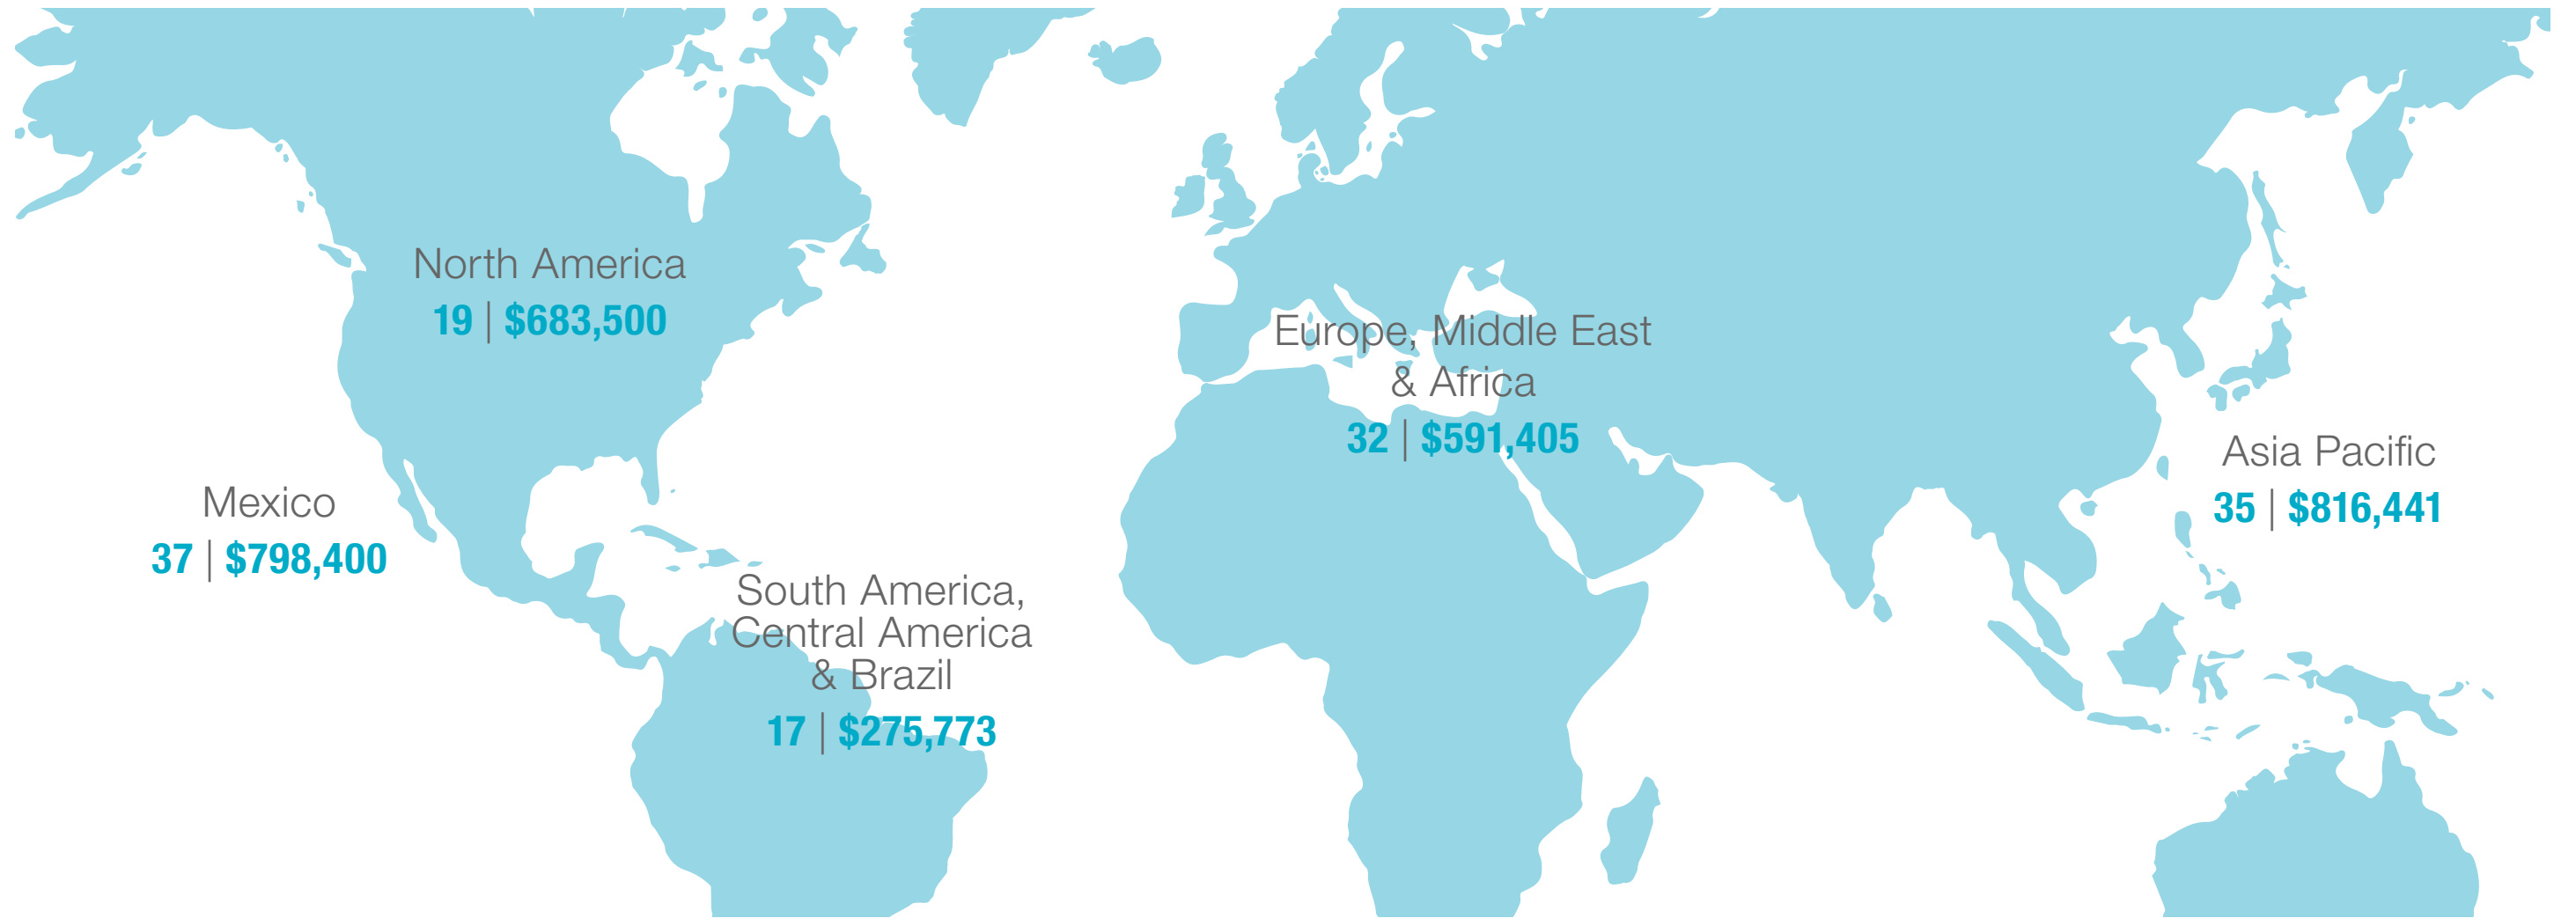 North America
19 | $683,500
Europe, Middle East
& Africa
32 | $591,405
Asia Pacific
35 | $816,441
Mexico
37 | $798,400
South America,
Central America
& Brazil
17 | $275,773